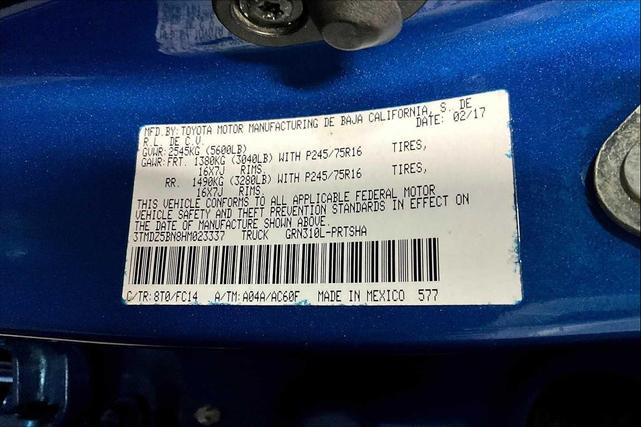 MFD.BY: TOYOTA MOTOR MANUFACTURING DE BAJA CALIFORNIA, S. DE
R.L. DE C.V. DATE: 02/17
GVWR: 2545KG (5600LB)
GAWR: FRT. 1380KG (3040LB) WITH P245/75R16 TIRES,
16X7J RIMS,
RR. 1490KG (3280LB) WITH P245/75R16 TIRES,
16X7J RIMS.
THIS VEHICLE CONFORMS TO ALL APPLICABLE FEDERAL MOTOR
VEHICLE SAFETY AND THEFT PREVENTION STANDARDS IN EFFECT ON
THE DATE OF MANUFACTURE SHOWN ABOVE.
3TMDZ5BN8HM023337 TRUCK GRN310L-PRTSHA
C/TR: 8T0/FC14 A/TM: A04A/AC60F MADE IN MEXICO 577